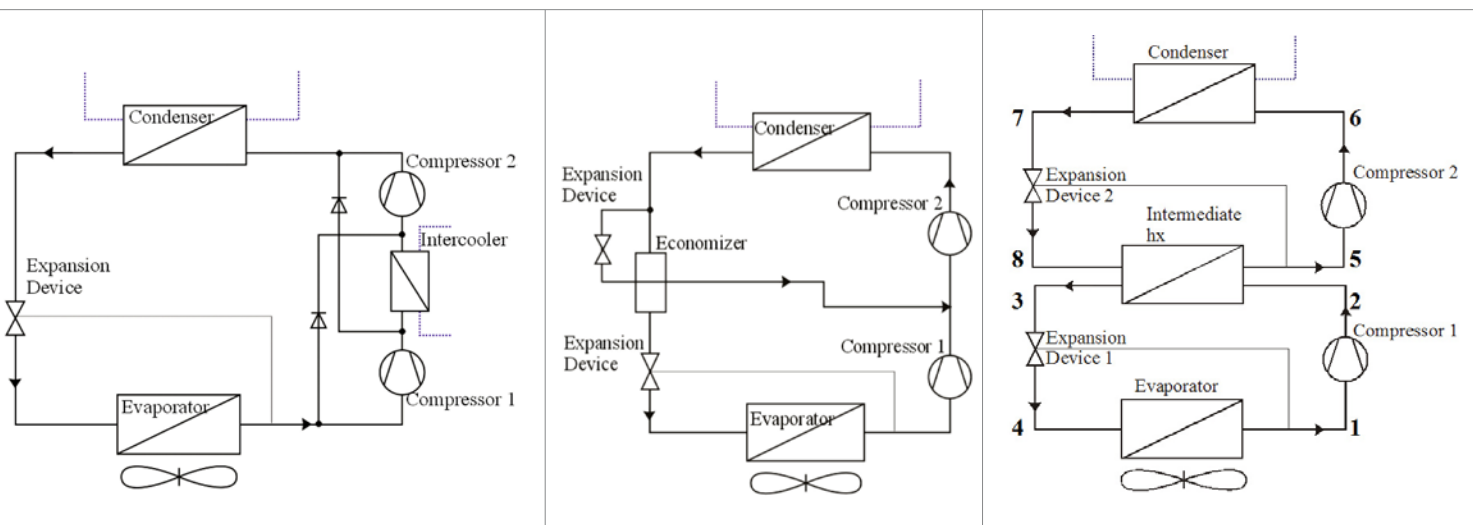 Condenser
Compressor 2
Intercooler
Expansion
Device
Evaporator
Compressor 1
Condenser
Expansion
Device
Compressor 2
Economizer
Expansion
Device
Compressor 1
Evaporator
Condenser
7
6
Expansion
Device 2
Compressor 2
Intermediate
hx
8
5
3
2
Expansion
Device 1
Compressor 1
Evaporator
4
1